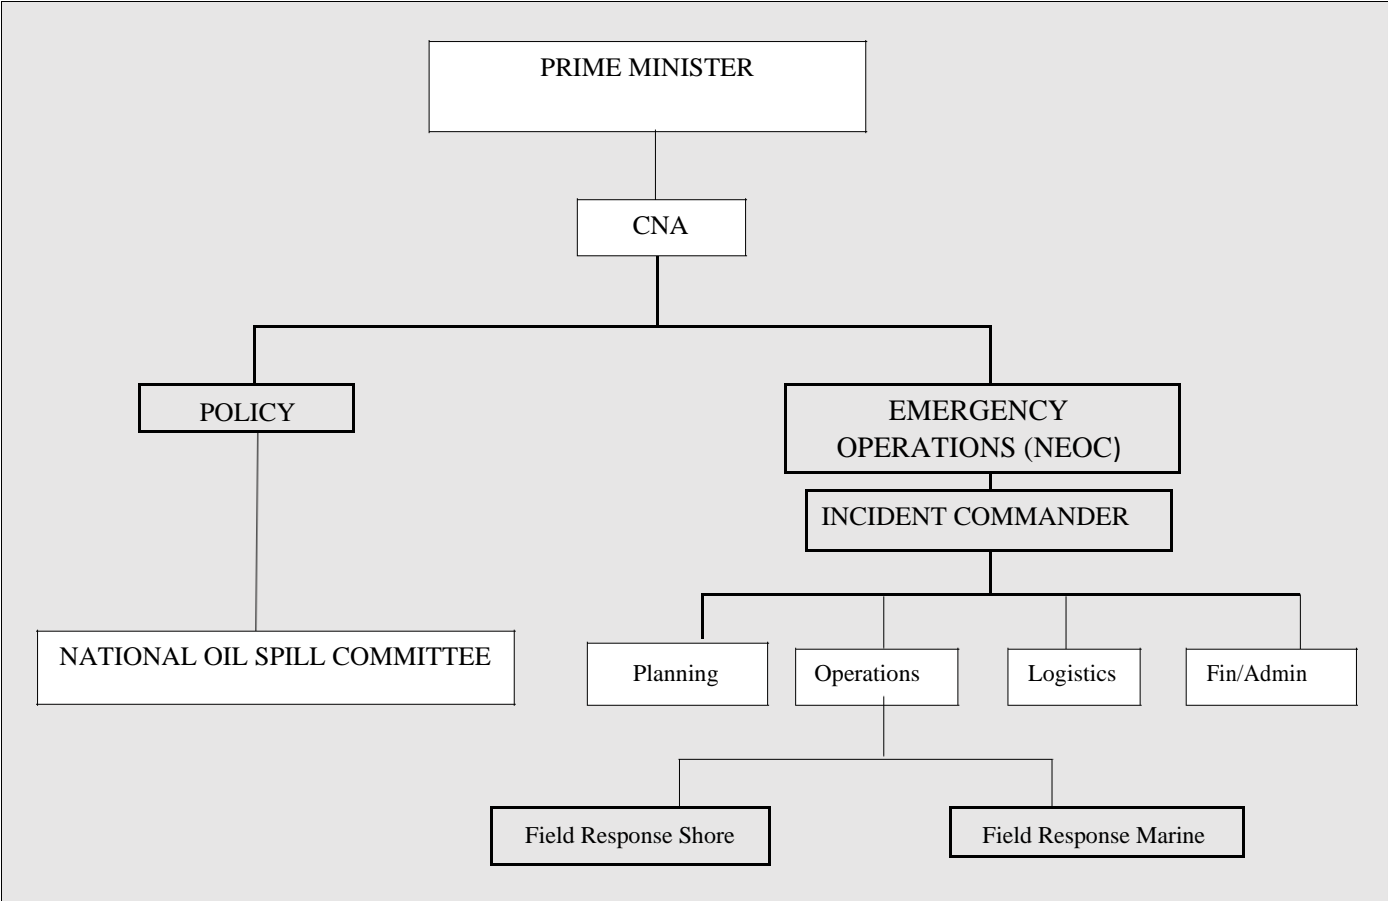 PRIME MINISTER
CNA
POLICY
EMERGENCY
OPERATIONS (NEOC)
INCIDENT COMMANDER
NATIONAL OIL SPILL COMMITTEE
Planning
Operations
Logistics
Fin/Admin
Field Response Shore
Field Response Marine